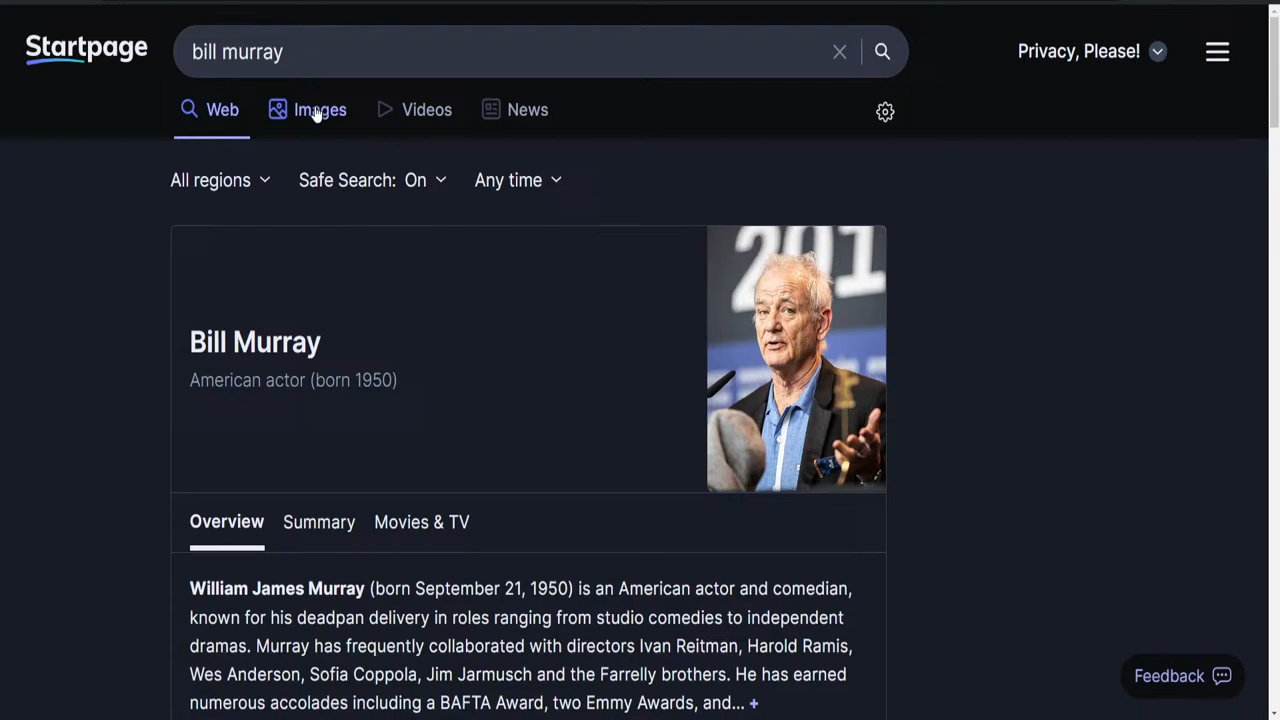 Startpage
bill murray
Privacy, Please!
Web Images Videos News
All regions Safe Search: On Any time
201
Bill Murray
American actor (born 1950)
Overview Summary Movies & TV
William James Murray (born September 21, 1950) is an American actor and comedian,
known for his deadpan delivery in roles ranging from studio comedies to independent
dramas. Murray has frequently collaborated with directors Ivan Reitman, Harold Ramis,
Wes Anderson, Sofia Coppola, Jim Jarmusch and the Farrelly brothers. He has earned
numerous accolades including a BAFTA Award, two Emmy Awards, and... +
Feedback